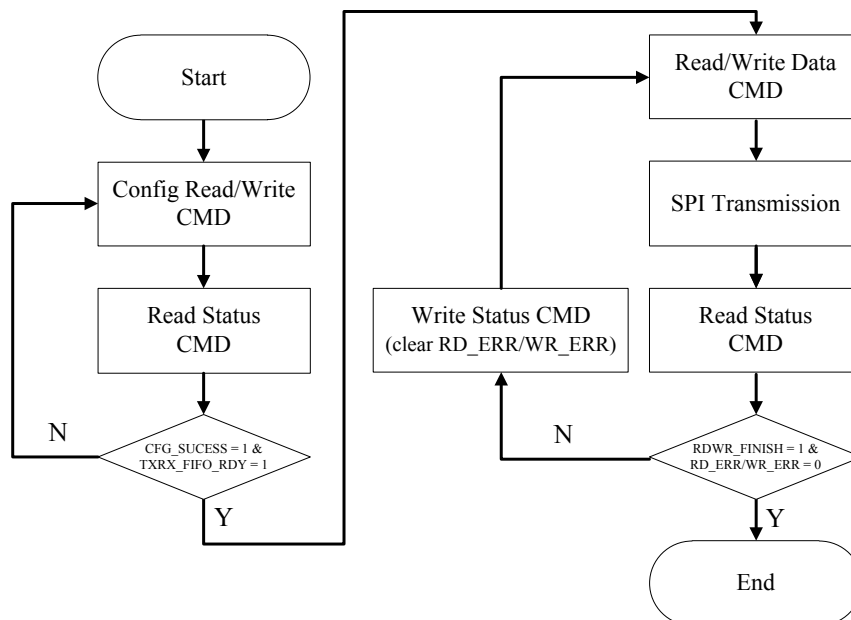 Start
Config Read/Write
CMD
Read Status
CMD
N
CFG_SUCESS = 1 &
TXRX_FIFO_RDY = 1
Y
Read/Write Data
CMD
SPI Transmission
Read Status
CMD
Write Status CMD
(clear RD_ERR/WR_ERR)
N
RDWR_FINISH = 1 &
RD_ERR/WR_ERR = 0
Y
End